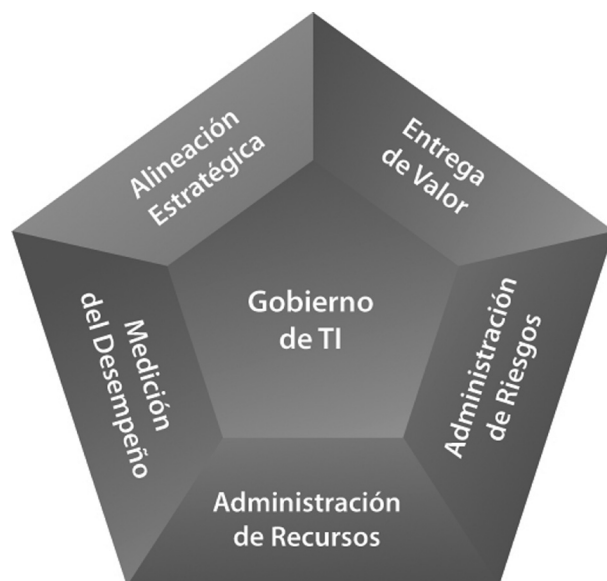 Alineación
Estratégica
Entrega
de Valor
Gobierno
de TI
Medición
del Desempeño
Administración
de Riesgos
Administración
de Recursos